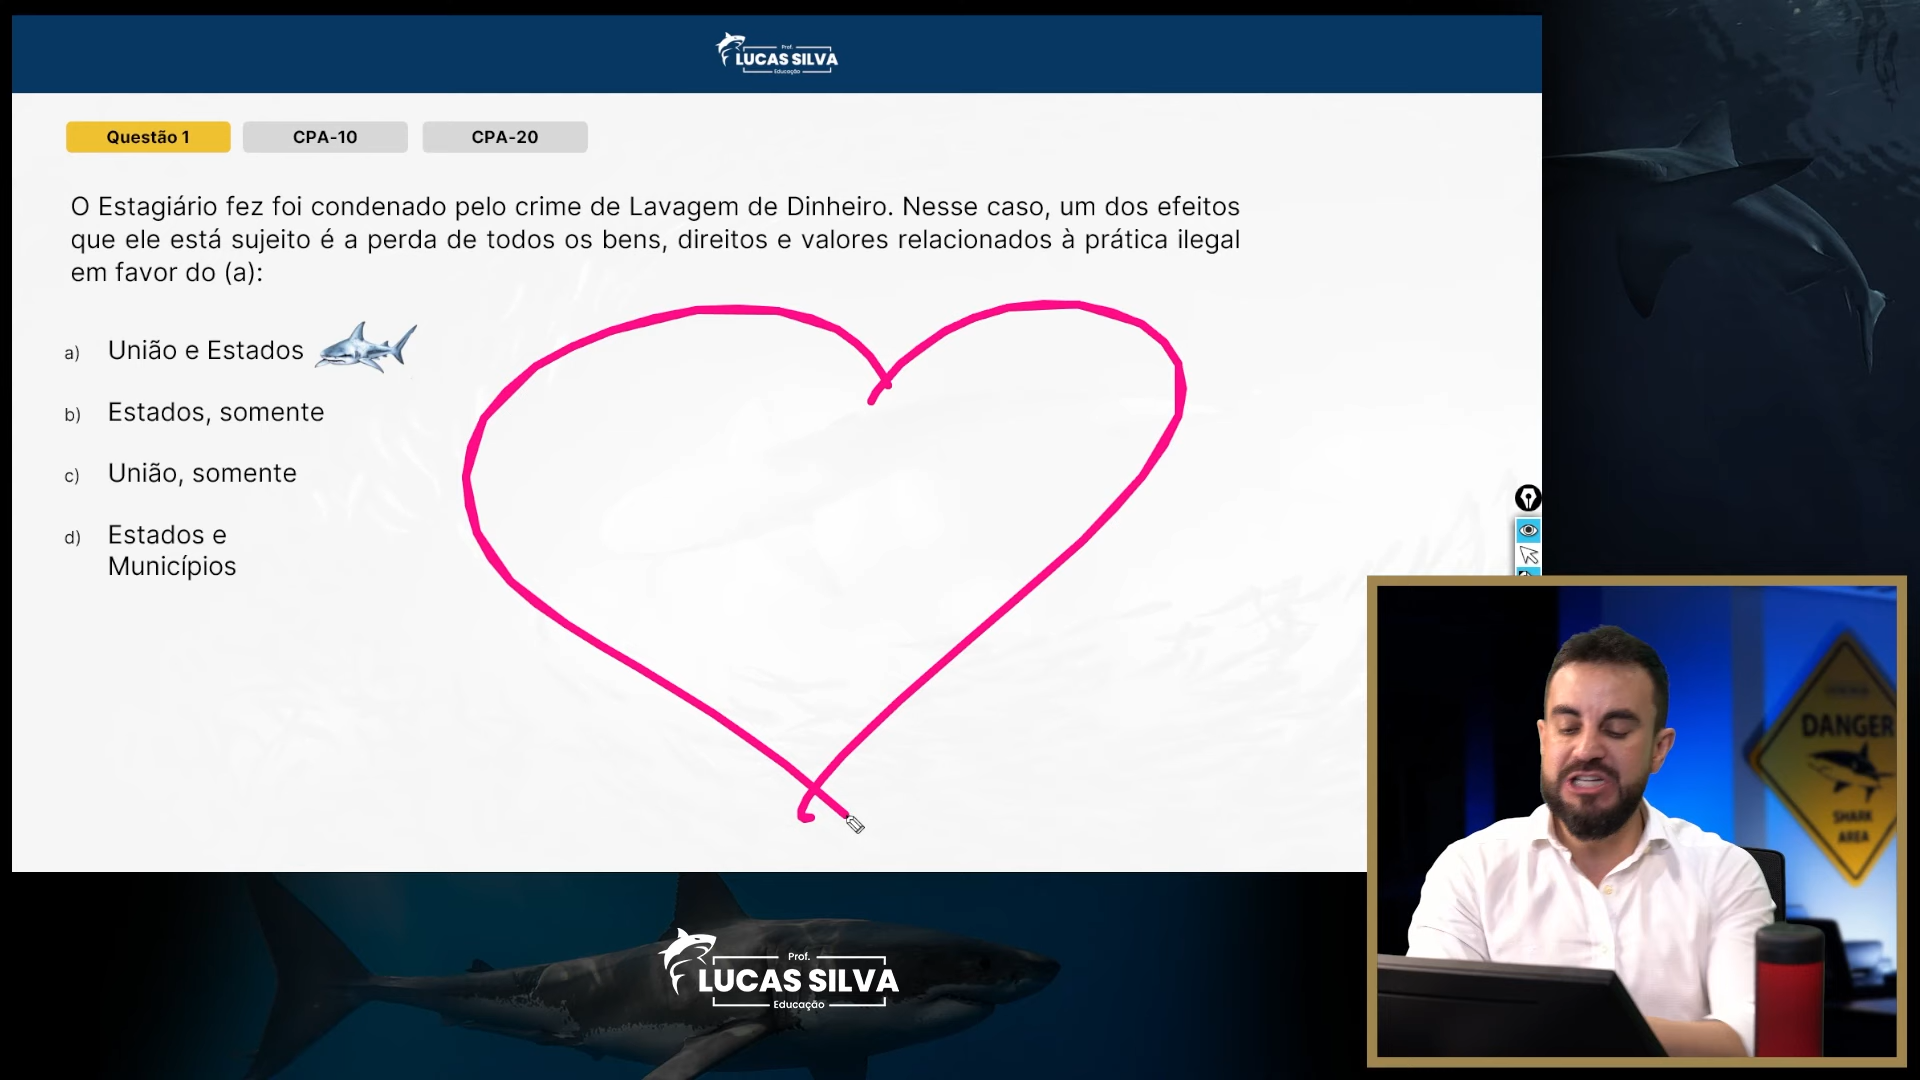 Prof.
LUCAS SILVA
Educação
Questão 1
CPA-10
CPA-20
O Estagiário fez foi condenado pelo crime de Lavagem de Dinheiro. Nesse caso, um dos efeitos
que ele está sujeito é a perda de todos os bens, direitos e valores relacionados à prática ilegal
em favor do (a):
a) União e Estados
b) Estados, somente
c) União, somente
d) Estados e
Municípios
DANGER
SHARK
AREA
Prof.
LUCAS SILVA
Educação